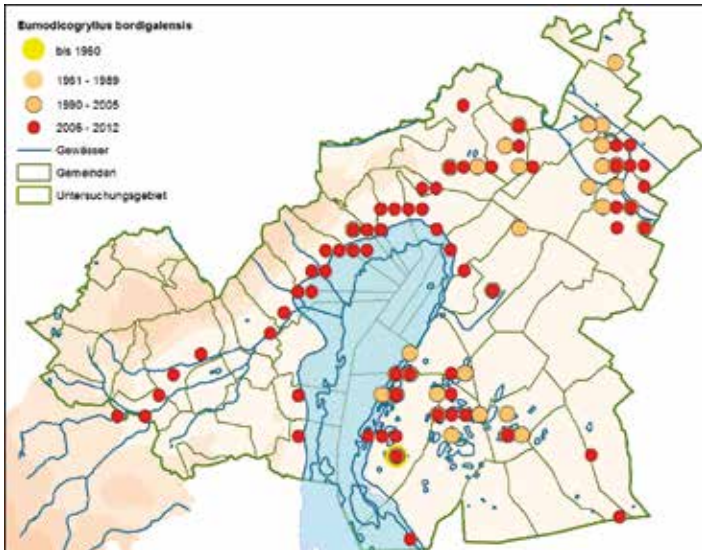 Eumodicogryllus bordigalensis
bis 1960
1961 - 1989
1990 - 2005
2006 - 2012
Gewässer
Gemeinden
Untersuchungsgebiet